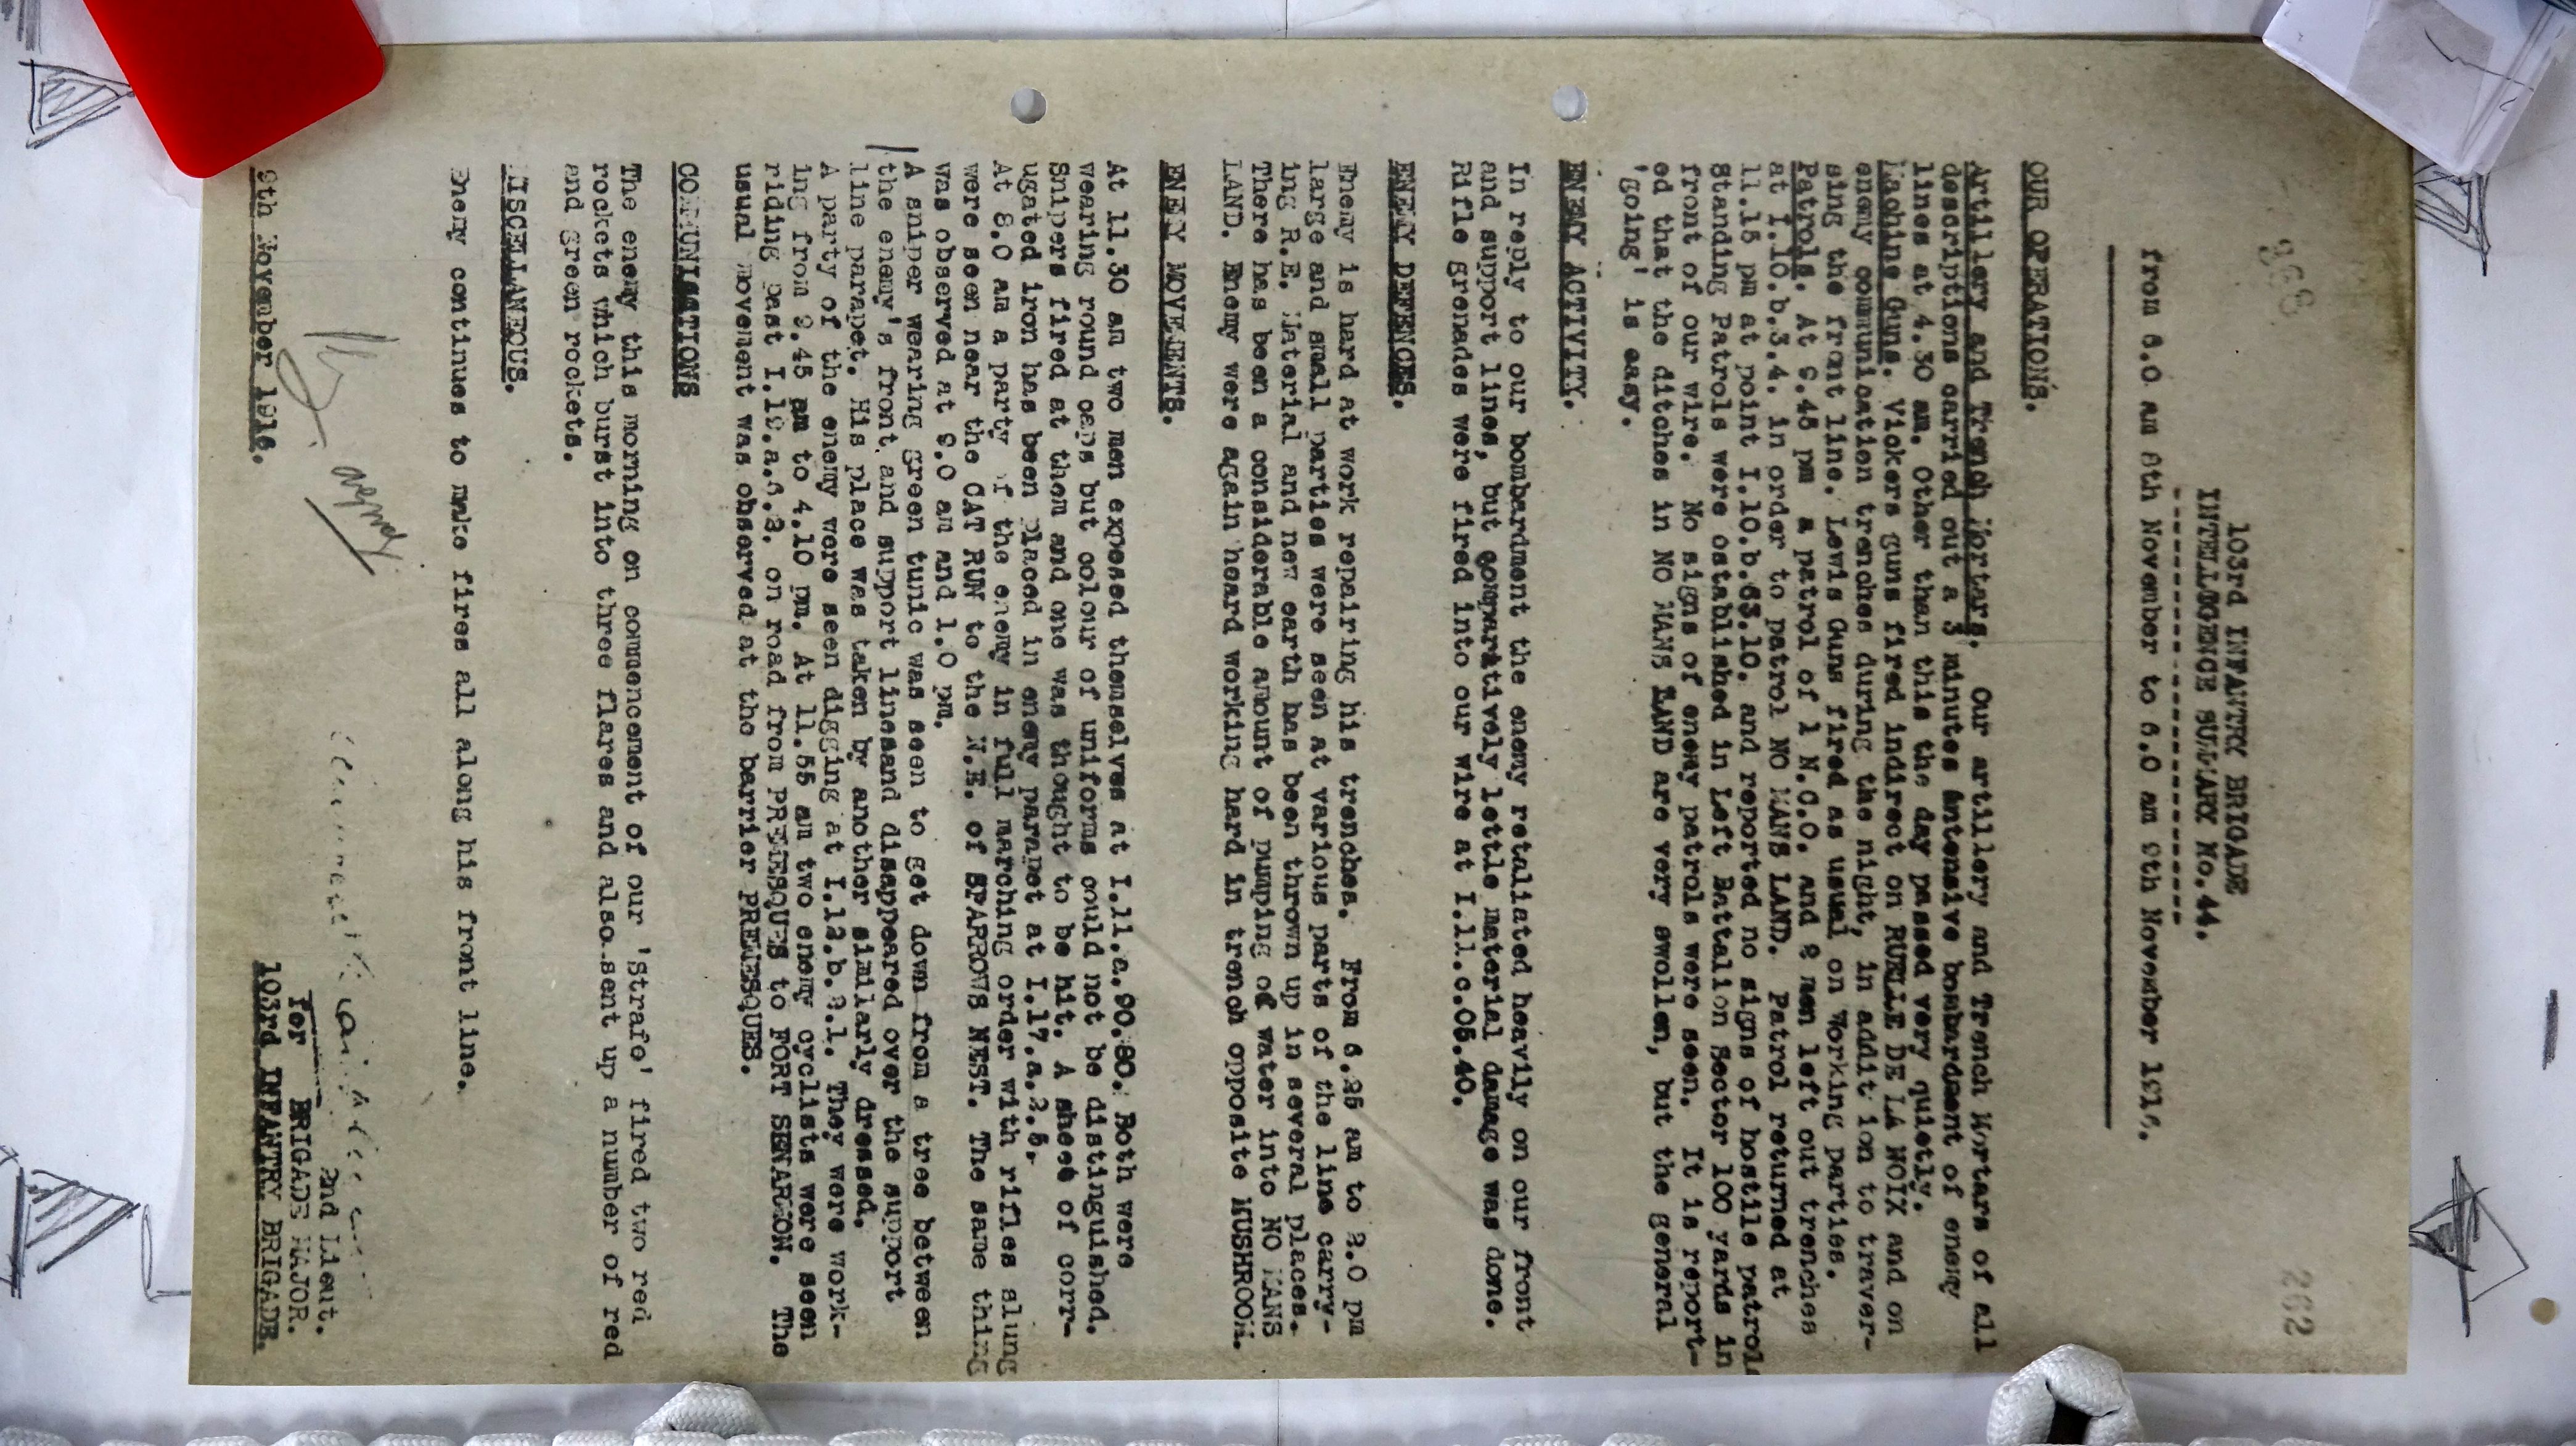 262
103rd INFANTRY BRIGADE
INTELLIGENCE SUMMARY No.44.
-------------------------
from 6.0 am 8th November to 6.0 am 9th November 1916.
OUR OPERATIONS.
Artillery and Trench Mortars. Our artillery and Trench Mortars of all
descriptions carried out a 3 minutes intensive bombardment of enemy
lines at 4.30 am. Other than this the day passed very quietly.
Machine Guns. Vickers guns fired indirect on RUELLE DE LA NOIX and on
enemy communication trenches during the night, in addit ion to traver-
sing the front line. Lewis Guns fired as usual on Working parties.
Patrols. At 9.45 pm a patrol of 1 N.C.O. and 2 men left out trenches
at I.10.b.3.4. in order to patrol NO MANS LAND. Patrol returned at
11.15 pm at point I.10.b.63.10. and reported no signs of hostile patrol
Standing Patrols were established in Left Battalion Sector 100 yards in
front of our wire. No signs of enemy patrols were seen. It is report-
ed that the ditches in NO MANS LAND are very swollen, but the general
'going' is easy.
ENEMY ACTIVITY.
In reply to our bombardment the enemy retaliated heavily on our front
and support lines, but compartively lettle material damage was done.
Rifle grenades were fired into our wire at I.11.c.05.40.
ENEMY DEFENCES.
Enemy is hard at work repairing his trenches. From 6.25 am to 2.0 pm
large and small parties were seen at various parts of the line carry-
ing R.E. Material and new earth has been thrown up in several places.
There has been a considerable amount of pumping of water into NO MANS
LAND. Enemy were again heard working hard in trench opposite MUSHROOM.
ENEMY MOVEMENTS.
At 11.30 am two men exposed themselves at I.11.a.90.80. Both were
wearing round caps but colour of uniforms could not be distinguished.
Snipers fired at them and one was thought to be hit. A sheet of corr-
ugated iron has been placed in enemy parapet at I.17.a.2.5.
At 8.0 am a party of the enemy in full marching order with rifles slung
were seen near the CAT RUN to the N.E. of SPARROWS NEST. The same thing
was observed at 9.0 am and 1.0 pm.
A sniper wearing green tunic was seen to get down from a tree between
the enemy's front and support linesand disappeared over the support
line parapet. His place was taken by another similarly dressed.
A party of the enemy were seen digging at I.12.b.2.1. They were work-
ing from 9.45 am to 4.10 pm. At 11.55 am two enemy cyclists were seen
riding past I.12.a.6.3. on road from PREMESQUES to FORT SENARMON. The
usual movement was observed at the barrier PREMESQUES.
COMMUNICATIONS
The enemy this morning on commencement of our 'Strafe' fired two red
rockets which burst into three flares and also sent up a number of red
and green rockets.
MISCELLANEOUS.
Enemy continues to make fires all along his front line.
2nd Lieut.
for BRIGADE MAJOR.
9th November 1916. 103rd INFANTRY BRIGADE.